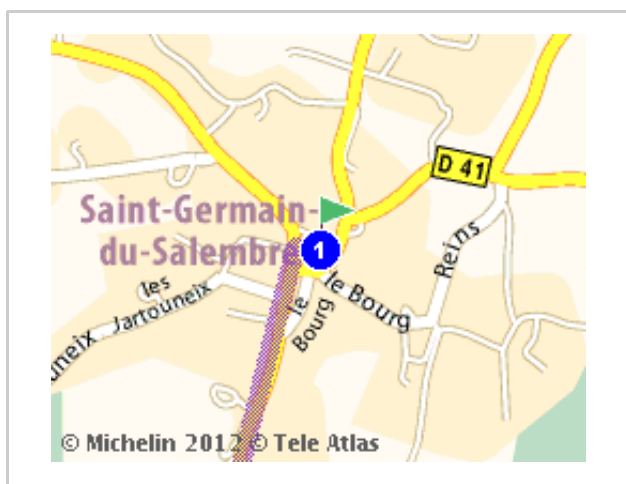 D 41
Saint-Germain-
du-Salembre
1
les
Jartouneix
le
Bourg
le Bourg
Reins
uneix
© Michelin 2012 © Tele Atlas